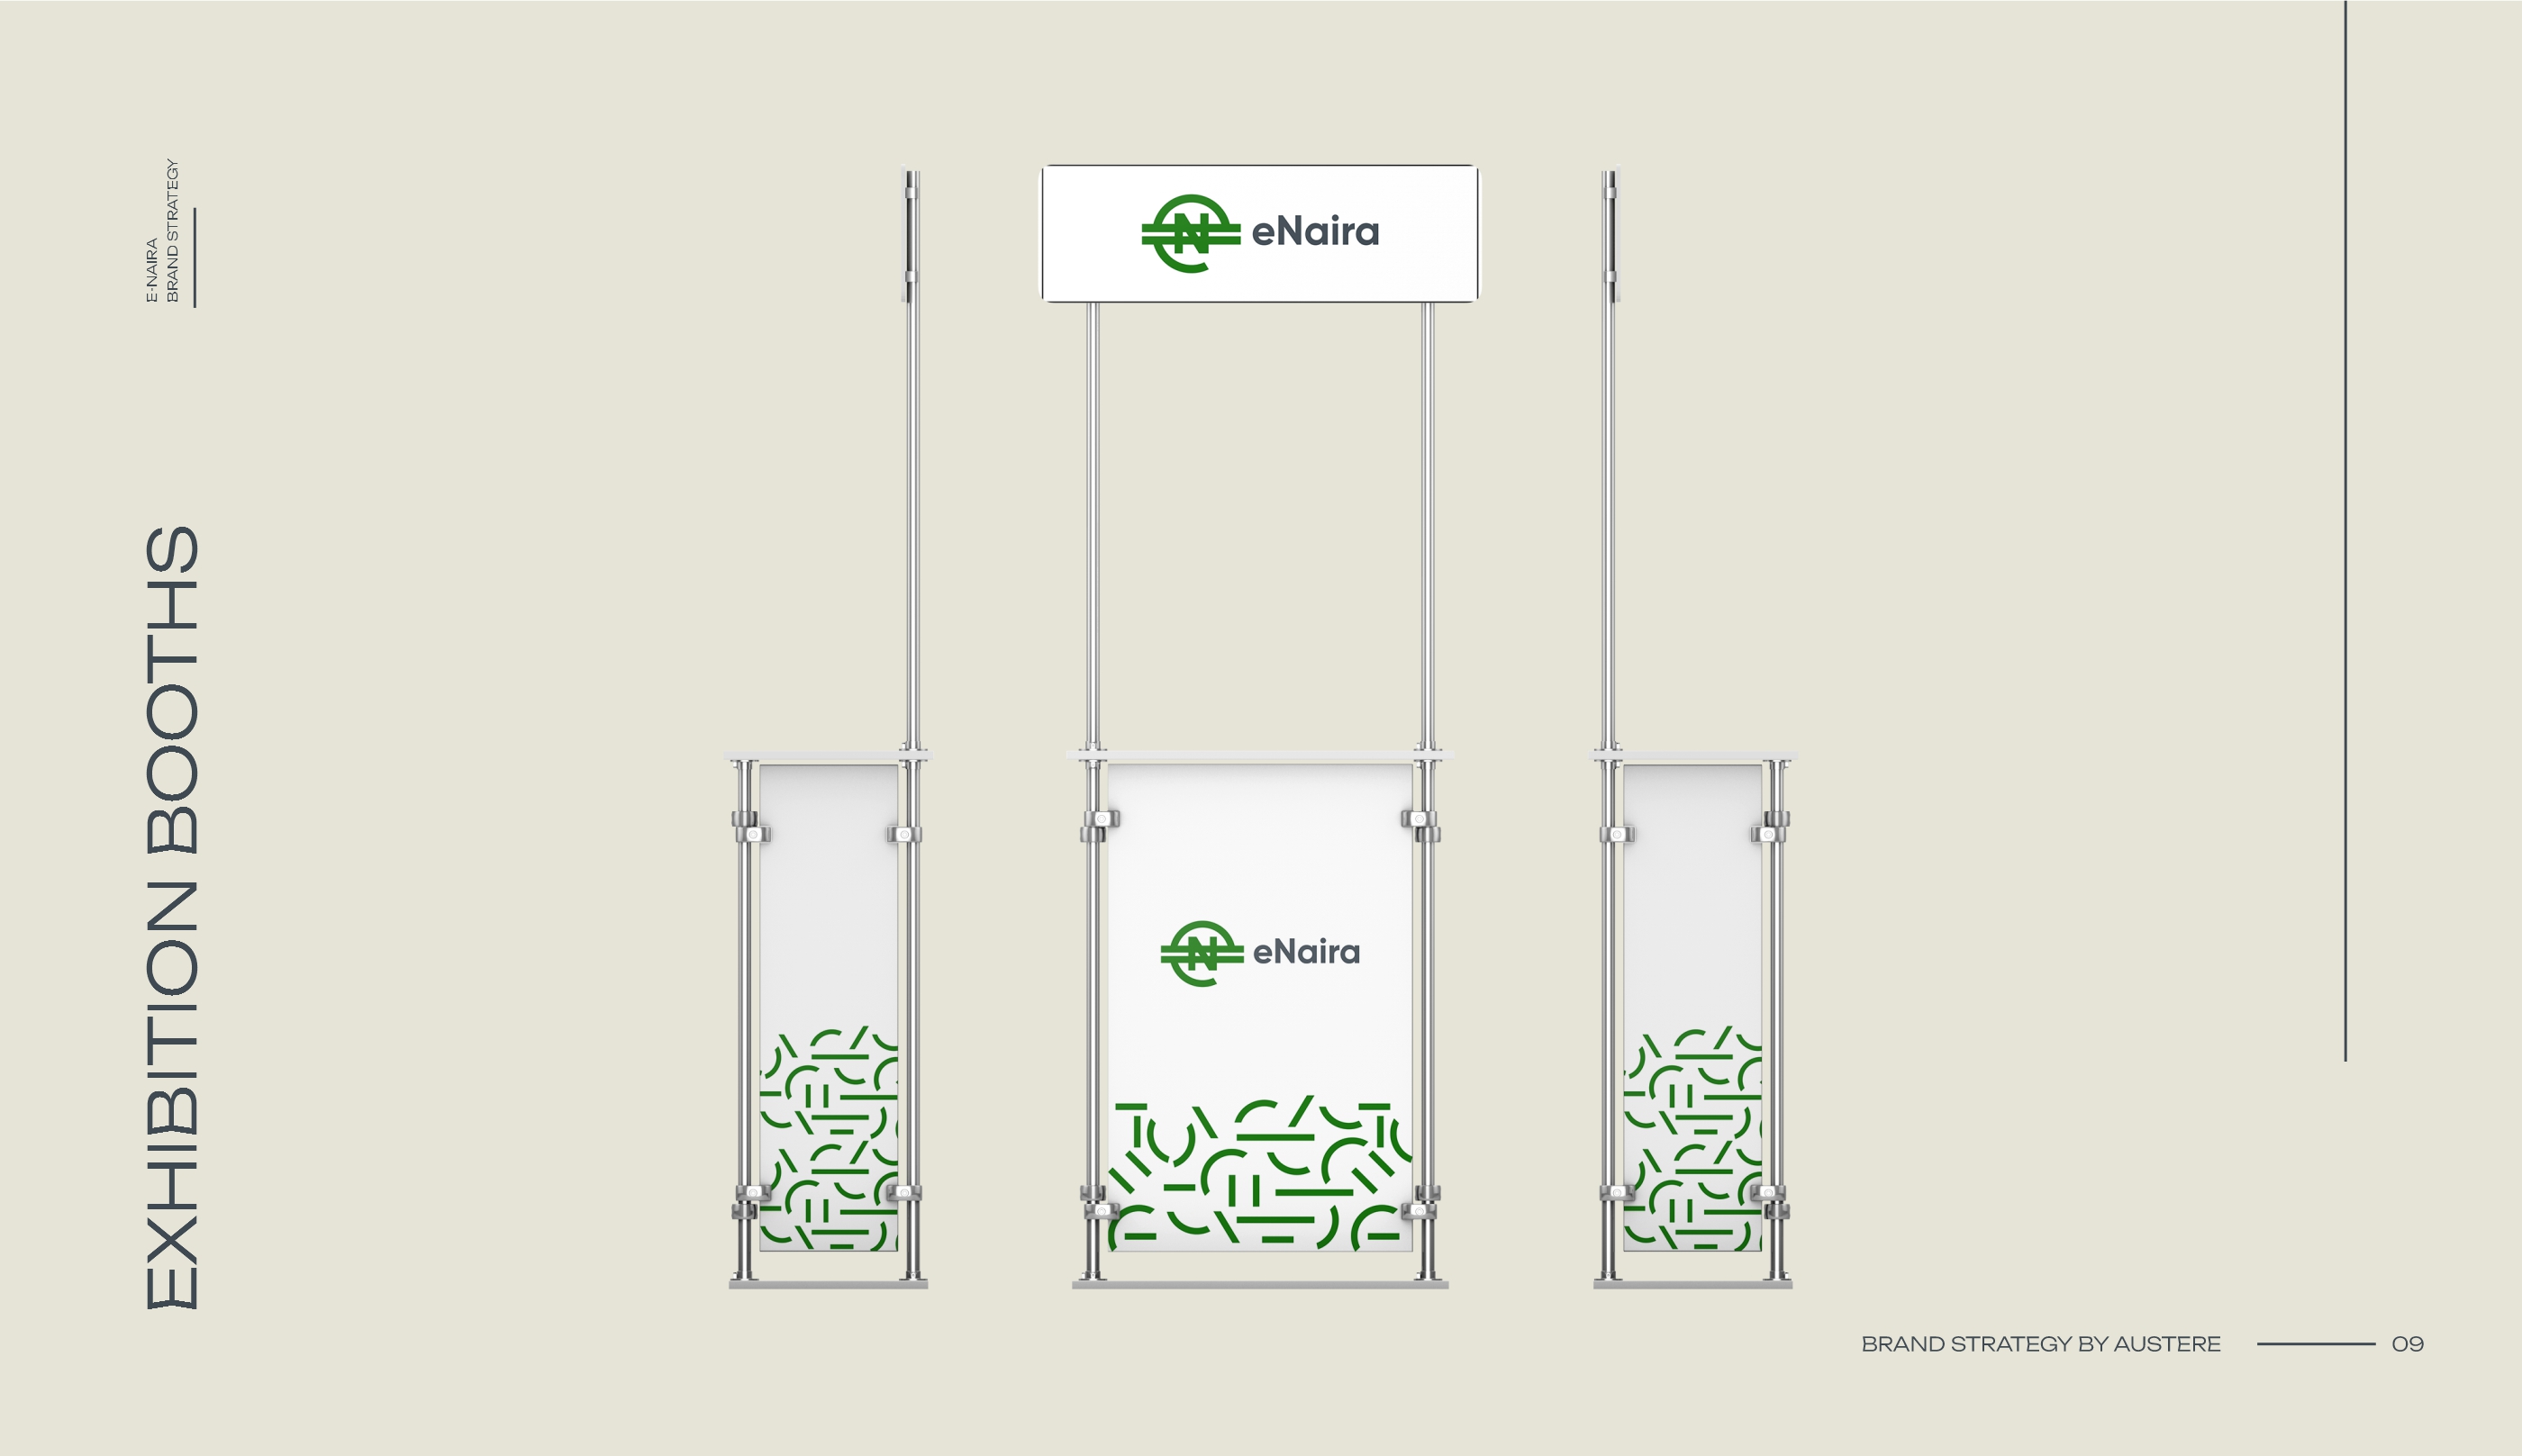 E-NAIRA
BRAND STRATEGY
EXHIBITION BOOTHS
eNaira
eNaira
BRAND STRATEGY BY AUSTERE
09